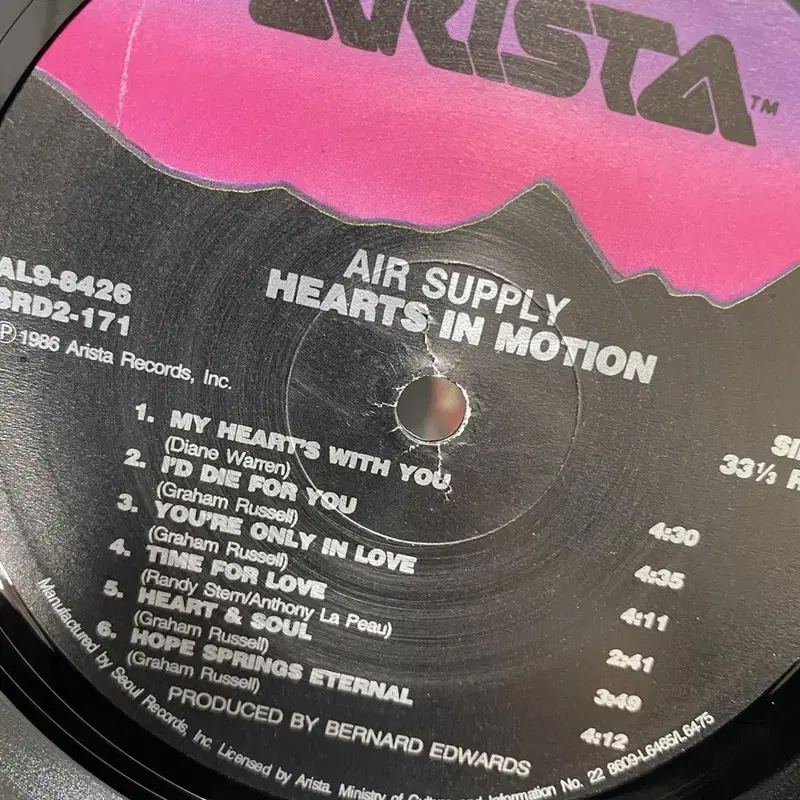 ARISTA™
AIR SUPPLY
HEARTS IN MOTION
AL9-8426
SRD2-171
Ⓟ1986 Arista Records, Inc.
33⅓
1. MY HEART'S WITH YOU 4:30
(Diane Warren)
2. I'D DIE FOR YOU 4:35
(Graham Russell)
3. YOU'RE ONLY IN LOVE 4:11
(Graham Russell)
4. TIME FOR LOVE 2:41
(Randy Stern/Anthony La Peau)
5. HEART & SOUL 3:49
(Graham Russell)
6. HOPE SPRINGS ETERNAL 4:12
(Graham Russell)
PRODUCED BY BERNARD EDWARDS
Manufactured by Seoul Records, Inc. Licensed by Arista. Ministry of Culture and Information No. 22 8609-L6465/L6475